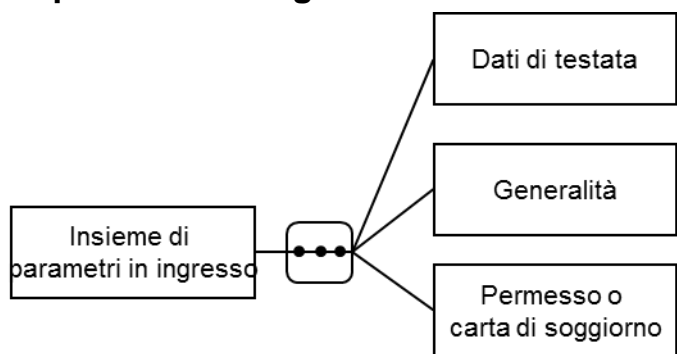 Dati di testata
Generalità
Insieme di
parametri in ingresso
Permesso o
carta di soggiorno